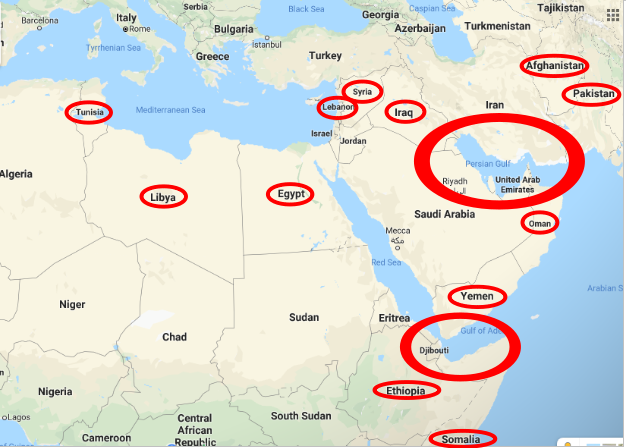 Serbia
Black Sea
Caspian Sea
Tajikistan
Barcelona
Italy
Rome
Bulgaria
Georgia
Azerbaijan
Turkmenistan
Tyrrhenian Sea
İstanbul
Greece
Turkey
Afghanistan
Syria
Pakistan
Tunisia
Mediterranean Sea
Lebanon
Iraq
Iran
Israel
Jordan
Algeria
Persian Gulf
Riyadh
الرياض
United Arab
Emirates
Libya
Egypt
Saudi Arabia
Oman
Mecca
مكة
Red Sea
Arabian S
Yemen
Niger
Chad
Sudan
Eritrea
Gulf of Ade
Djibouti
Nigeria
Ethiopia
Lagos
South Sudan
Central
African
Republic
Cameroon
Somalia